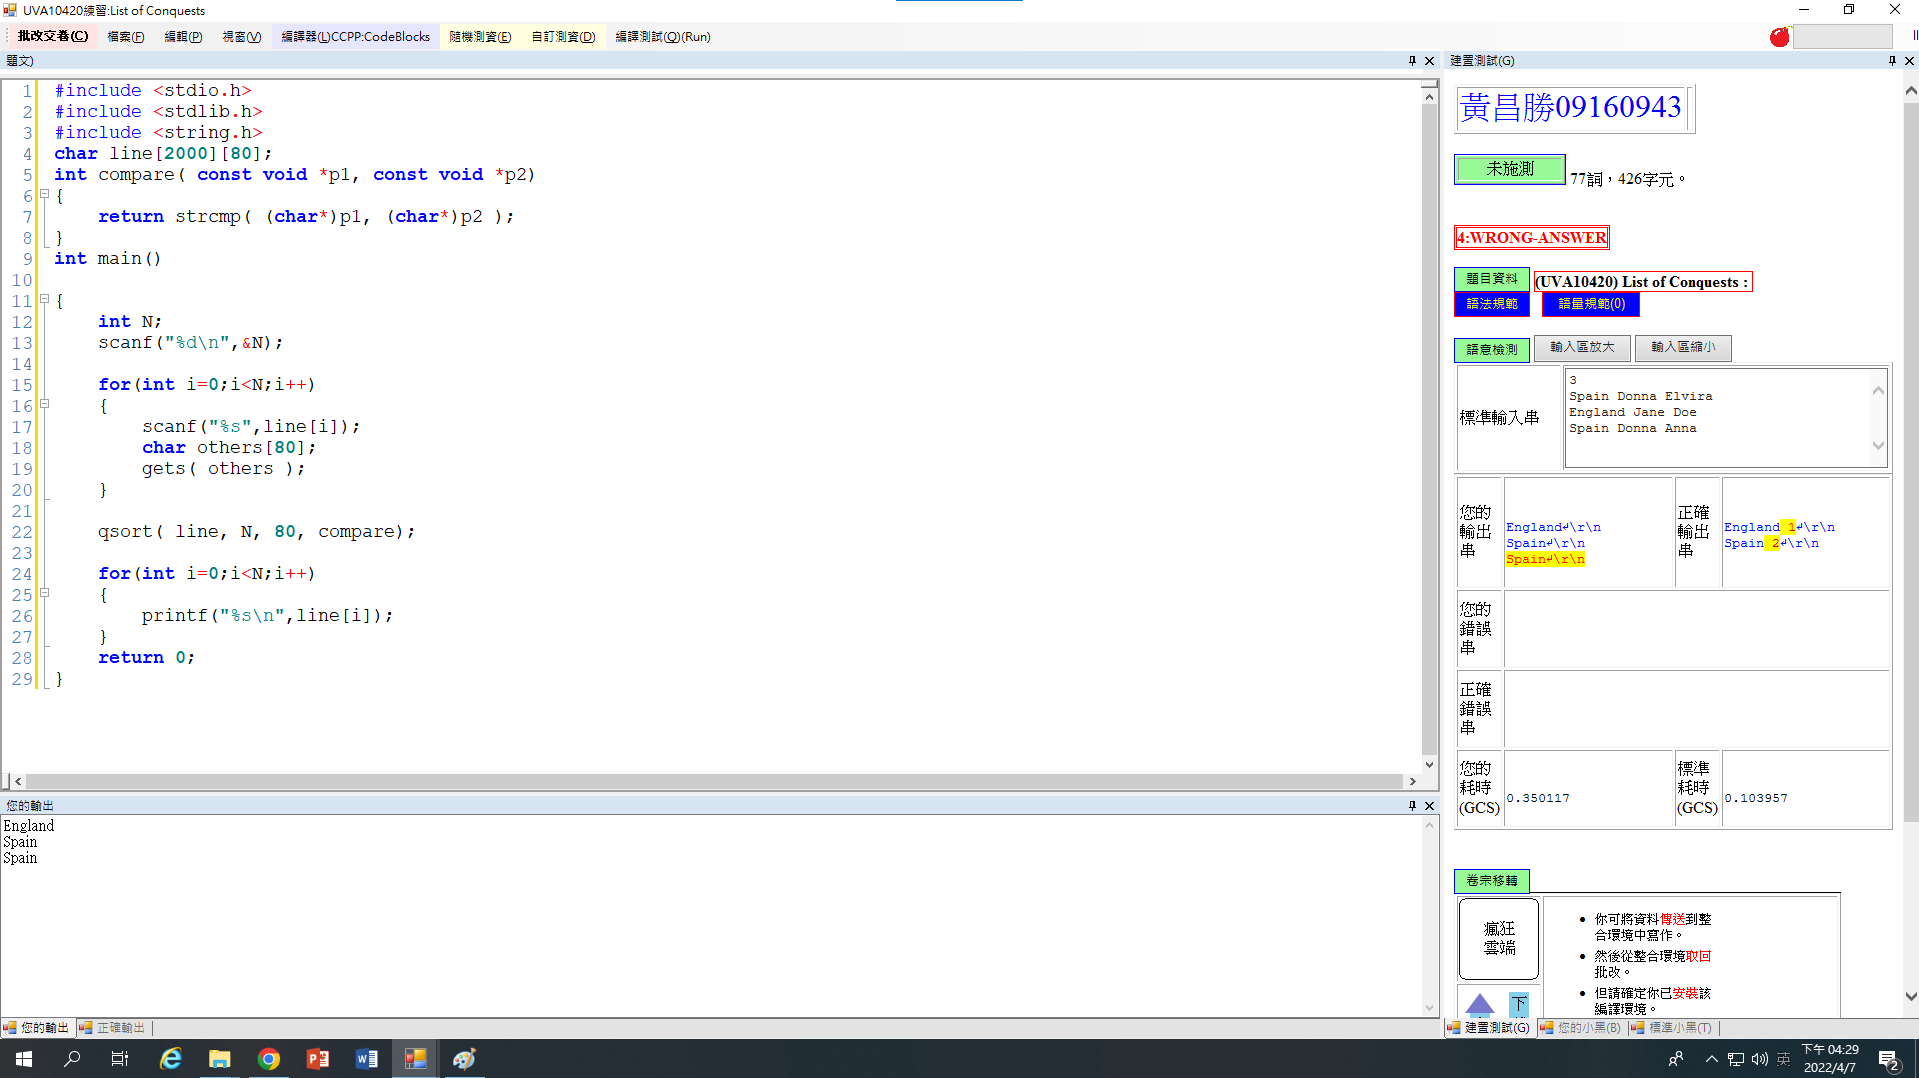 UVA10420練習:List of Conquests
批改交卷(C) 檔案(F) 編輯(P) 視窗(V) 編譯器(L)CCPP:CodeBlocks 隨機測資(E) 自訂測資(D) 編譯測試(Q)(Run)
題文)
1 #include <stdio.h>
2 #include <stdlib.h>
3 #include <string.h>
4 char line[2000][80];
5 int compare( const void *p1, const void *p2)
6 {
7     return strcmp( (char*)p1, (char*)p2 );
8 }
9 int main()
10
11 {
12     int N;
13     scanf("%d\n",&N);
14
15     for(int i=0;i<N;i++)
16     {
17         scanf("%s",line[i]);
18         char others[80];
19         gets( others );
20     }
21
22     qsort( line, N, 80, compare);
23
24     for(int i=0;i<N;i++)
25     {
26         printf("%s\n",line[i]);
27     }
28     return 0;
29 }
您的輸出
England
Spain
Spain
您的輸出 正確輸出
建置測試(G)
黃昌勝09160943
未施測 77詞，426字元。
4:WRONG-ANSWER
題目資料 (UVA10420) List of Conquests :
語法規範 語量規範(0)
語意檢測 輸入區放大 輸入區縮小
標準輸入串
3
Spain Donna Elvira
England Jane Doe
Spain Donna Anna
您的輸出串
England↲\r\n
Spain↲\r\n
Spain↲\r\n
正確輸出串
England 1↲\r\n
Spain 2↲\r\n
您的錯誤串
正確錯誤串
您的耗時(GCS) 0.350117 標準耗時(GCS) 0.103957
卷宗移轉
瘋狂
雲端
下
• 你可將資料傳送到整
合環境中寫作。
• 然後從整合環境取回
批改。
• 但請確定你已安裝該
編譯環境。
建置測試(G) 您的小黑(B) 標準小黑(T)
英
下午 04:29
2022/4/7
2